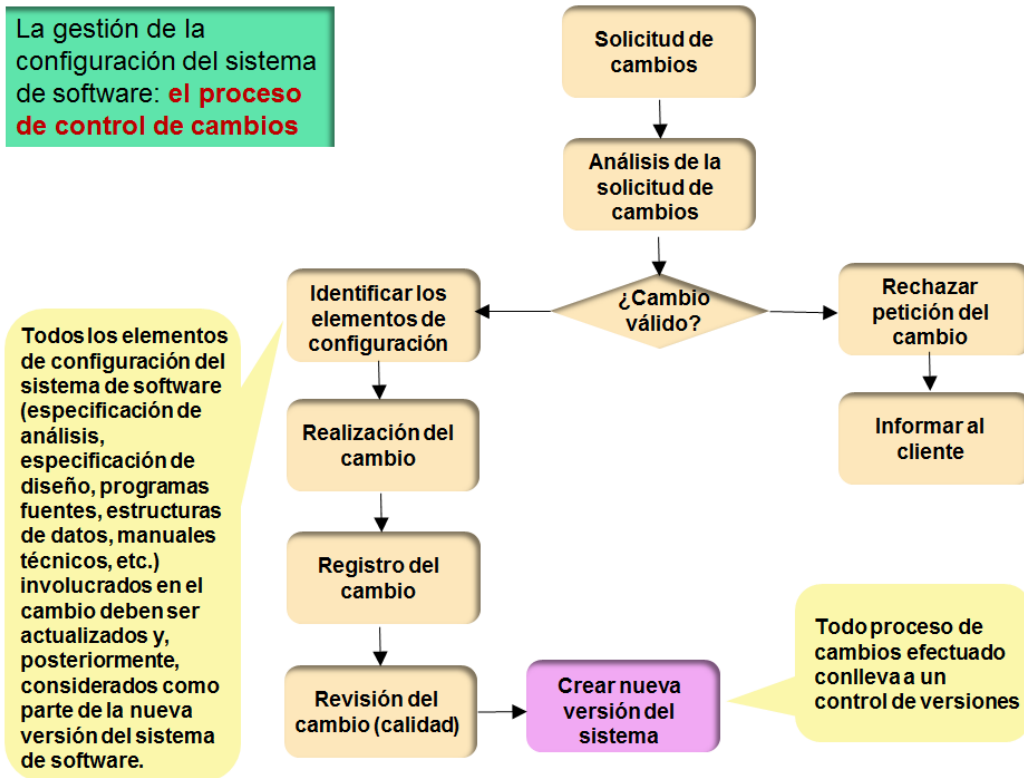 La gestión de la
configuración del sistema
de software: el proceso
de control de cambios
Solicitud de
cambios
Análisis de la
solicitud de
cambios
¿Cambio
válido?
Rechazar
petición del
cambio
Informar al
cliente
Identificar los
elementos de
configuración
Realización del
cambio
Registro del
cambio
Revisión del
cambio (calidad)
Crear nueva
versión del
sistema
Todos los elementos
de configuración del
sistema de software
(especificación de
análisis,
especificación de
diseño, programas
fuentes, estructuras
de datos, manuales
técnicos, etc.)
involucrados en el
cambio deben ser
actualizados y,
posteriormente,
considerados como
parte de la nueva
versión del sistema
de software.
Todo proceso de
cambios efectuado
conlleva a un
control de versiones